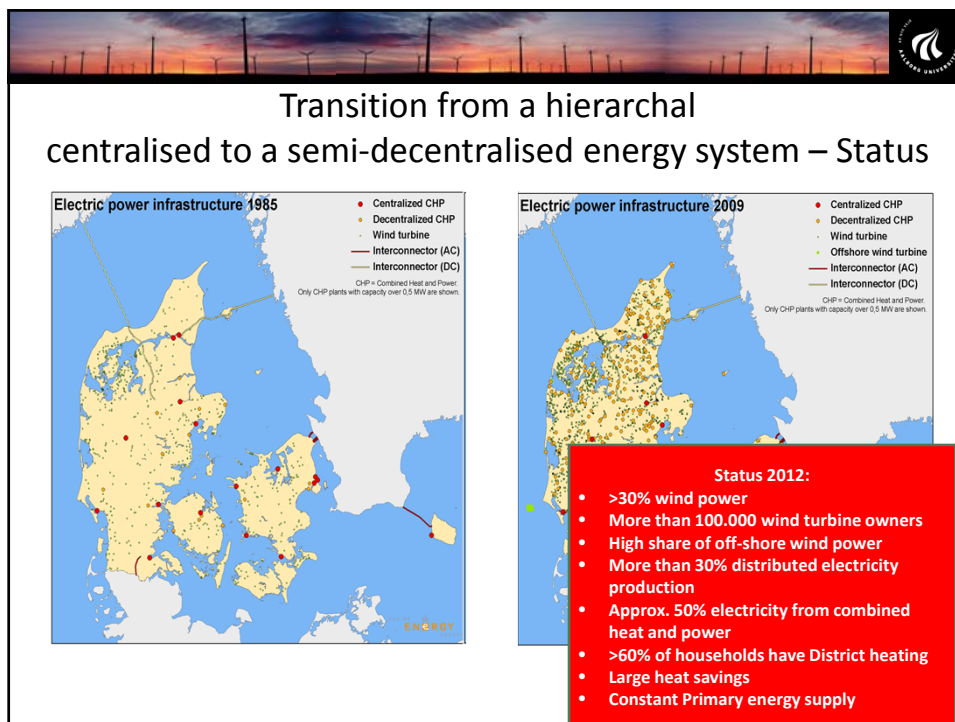 AALBORG UNIVERSITY
Transition from a hierarchal
centralised to a semi-decentralised energy system – Status
Electric power infrastructure 1985
Centralized CHP
Decentralized CHP
Wind turbine
Interconnector (AC)
Interconnector (DC)
CHP = Combined Heat and Power.
Only CHP plants with capacity over 0,5 MW are shown.
ENERGY
Electric power infrastructure 2009
Centralized CHP
Decentralized CHP
Wind turbine
Offshore wind turbine
Interconnector (AC)
Interconnector (DC)
CHP = Combined Heat and Power.
Only CHP plants with capacity over 0,5 MW are shown.
Status 2012:
• >30% wind power
• More than 100.000 wind turbine owners
• High share of off-shore wind power
• More than 30% distributed electricity
production
• Approx. 50% electricity from combined
heat and power
• >60% of households have District heating
• Large heat savings
• Constant Primary energy supply